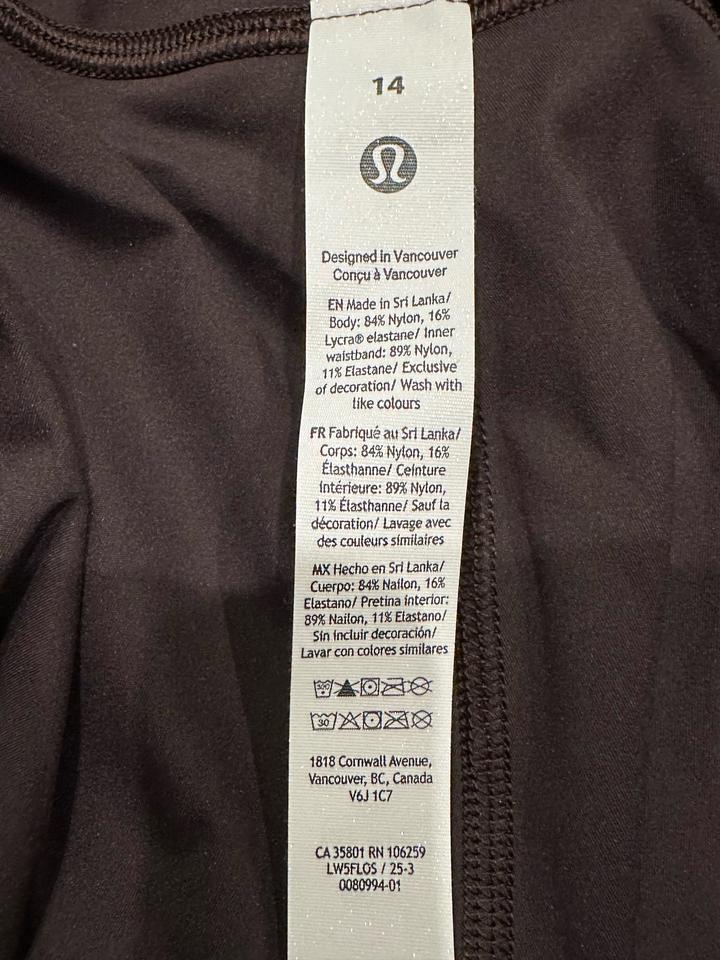 14
Designed in Vancouver
Conçu à Vancouver
EN Made in Sri Lanka/
Body: 84% Nylon, 16%
Lycra® elastane/ Inner
waistband: 89% Nylon,
11% Elastane/ Exclusive
of decoration/ Wash with
like colours
FR Fabriqué au Sri Lanka/
Corps: 84% Nylon, 16%
Élasthanne/ Ceinture
intérieure: 89% Nylon,
11% Élasthanne/ Sauf la
décoration/ Lavage avec
des couleurs similaires
MX Hecho en Sri Lanka/
Cuerpo: 84% Nailon, 16%
Elastano/ Pretina interior:
89% Nailon, 11% Elastano/
Sin incluir decoración/
Lavar con colores similares
30
1818 Cornwall Avenue,
Vancouver, BC, Canada
V6J 1C7
CA 35801 RN 106259
LW5FLGS / 25-3
0080994-01